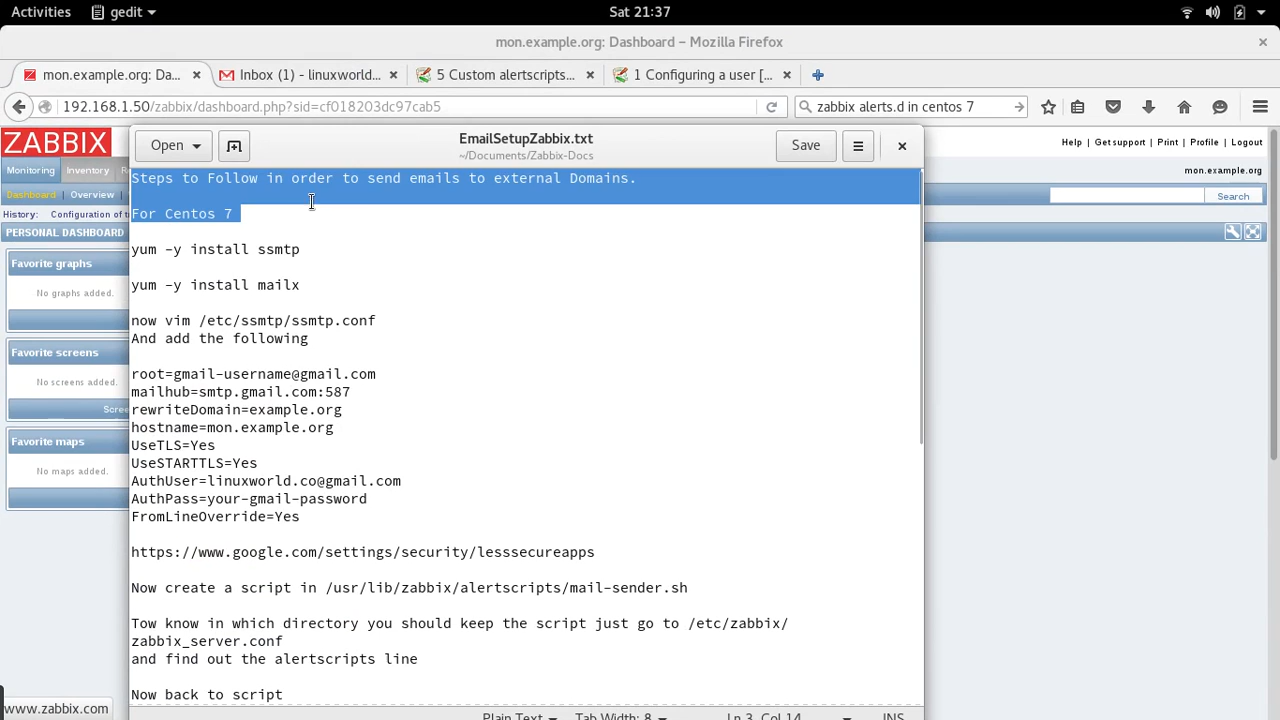 Activities gedit Sat 21:37
mon.example.org: Dashboard – Mozilla Firefox
mon.example.org: Da... Inbox (1) - linuxworld... 5 Custom alertscripts... 1 Configuring a user [...
192.168.1.50/zabbix/dashboard.php?sid=cf018203dc97cab5 zabbix alerts.d in centos 7
ZABBIX Help | Get support | Print | Profile | Logout
Monitoring Inventory R mon.example.org
Dashboard | Overview | Search
History: Configuration of
PERSONAL DASHBOARD
Favorite graphs
No graphs added.
Favorite screens
No screens added.
Scree
Favorite maps
No maps added.
www.zabbix.com
Open EmailSetupZabbix.txt Save
~/Documents/Zabbix-Docs
Steps to Follow in order to send emails to external Domains.
For Centos 7
yum -y install ssmtp
yum -y install mailx
now vim /etc/ssmtp/ssmtp.conf
And add the following
root=gmail-username@gmail.com
mailhub=smtp.gmail.com:587
rewriteDomain=example.org
hostname=mon.example.org
UseTLS=Yes
UseSTARTTLS=Yes
AuthUser=linuxworld.co@gmail.com
AuthPass=your-gmail-password
FromLineOverride=Yes
https://www.google.com/settings/security/lesssecureapps
Now create a script in /usr/lib/zabbix/alertscripts/mail-sender.sh
Tow know in which directory you should keep the script just go to /etc/zabbix/
zabbix_server.conf
and find out the alertscripts line
Now back to script
Plain Text Tab Width: 8 Ln 3, Col 14 INS